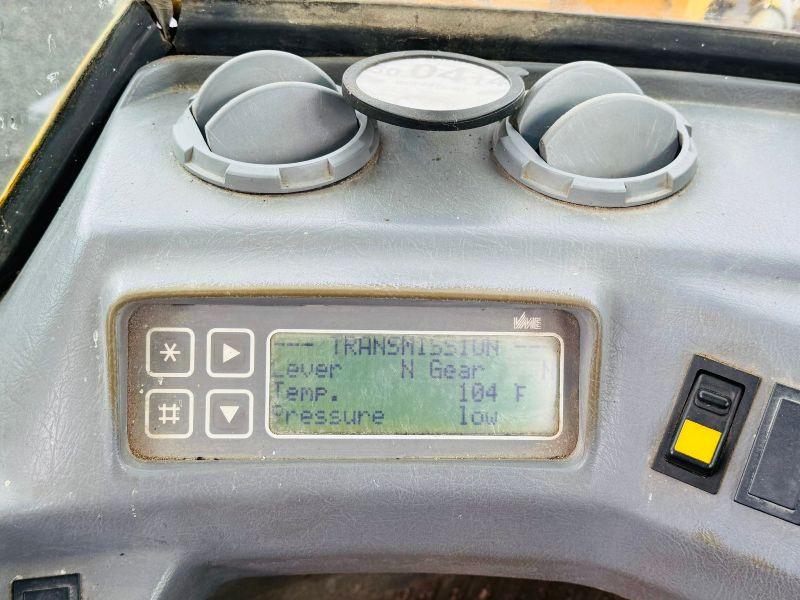 VME
--- TRANSMISSION --
Lever N Gear N
Temp. 104 F
Pressure low
* #